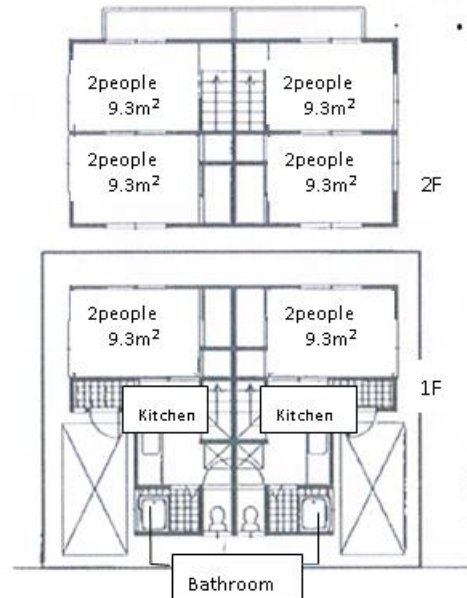 2people
9.3m²
2people
9.3m²
2people
9.3m²
2people
9.3m²
2F
2people
9.3m²
2people
9.3m²
1F
Kitchen
Kitchen
Bathroom